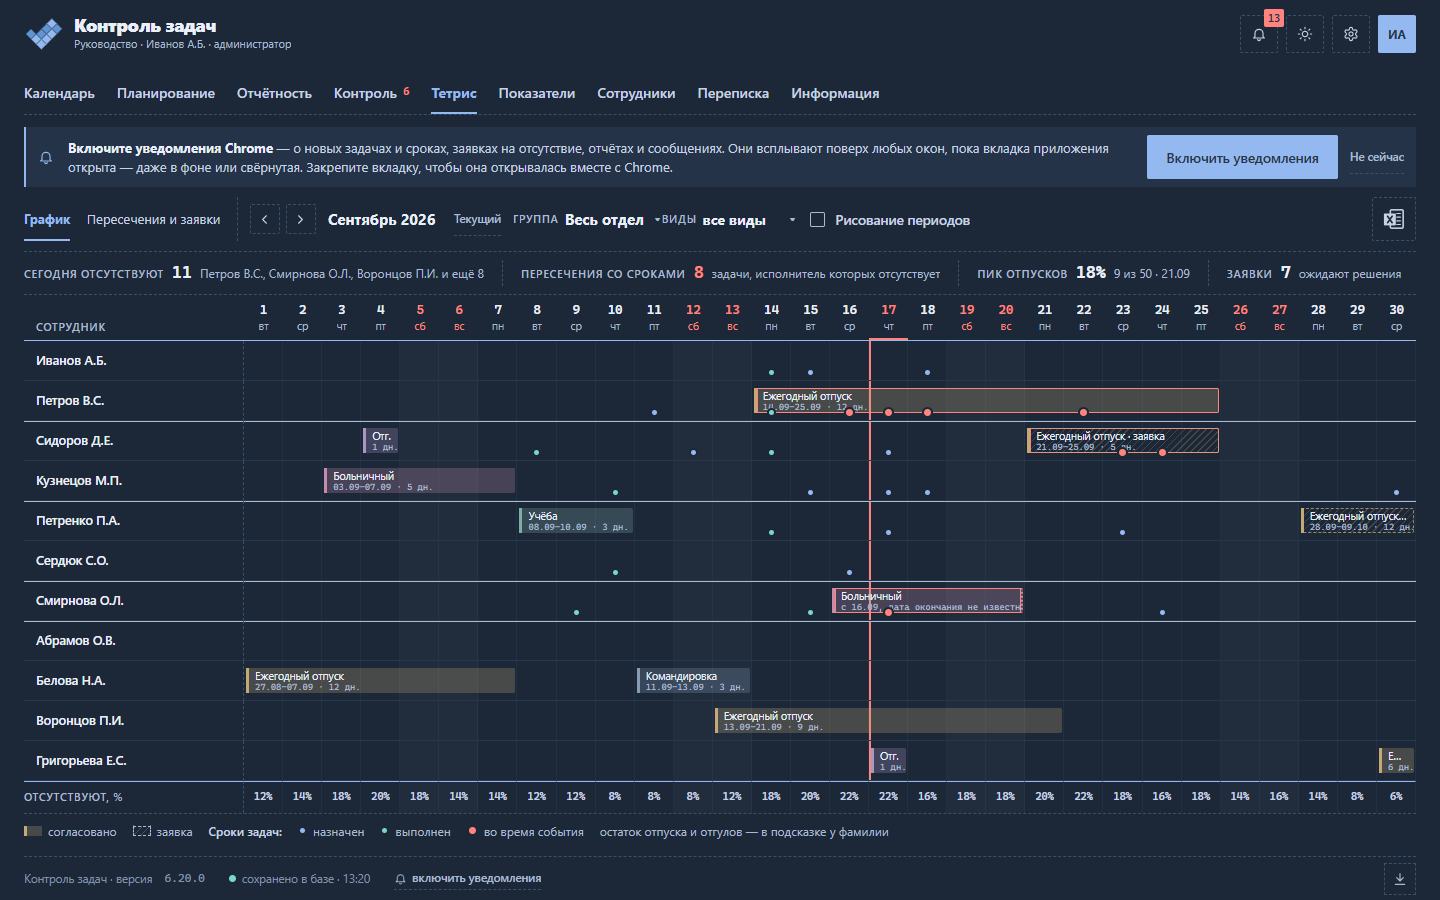 Контроль задач
Руководство · Иванов А.Б. · администратор
13
ИА
Календарь Планирование Отчётность Контроль 6 Тетрис Показатели Сотрудники Переписка Информация
Включите уведомления Chrome — о новых задачах и сроках, заявках на отсутствие, отчётах и сообщениях. Они всплывают поверх любых окон, пока вкладка приложения
открыта — даже в фоне или свёрнутая. Закрепите вкладку, чтобы она открывалась вместе с Chrome.
Включить уведомления
Не сейчас
График Пересечения и заявки Сентябрь 2026 Текущий ГРУППА Весь отдел ВИДЫ все виды Рисование периодов
СЕГОДНЯ ОТСУТСТВУЮТ 11 Петров В.С., Смирнова О.Л., Воронцов П.И. и ещё 8 ПЕРЕСЕЧЕНИЯ СО СРОКАМИ 8 задачи, исполнитель которых отсутствует ПИК ОТПУСКОВ 18% 9 из 50 · 21.09 ЗАЯВКИ 7 ожидают решения
1 2 3 4 5 6 7 8 9 10 11 12 13 14 15 16 17 18 19 20 21 22 23 24 25 26 27 28 29 30
СОТРУДНИК вт ср чт пт сб вс пн вт ср чт пт сб вс пн вт ср чт пт сб вс пн вт ср чт пт сб вс пн вт ср
Иванов А.Б.
Петров В.С.
Ежегодный отпуск
14.09–25.09 · 12 дн.
Сидоров Д.Е.
Отг.
1 дн.
Ежегодный отпуск · заявка
21.09–25.09 · 5 дн.
Кузнецов М.П.
Больничный
03.09–07.09 · 5 дн.
Петренко П.А.
Учёба
08.09–10.09 · 3 дн.
Ежегодный отпуск...
28.09–09.10 · 12 дн.
Сердюк С.О.
Смирнова О.Л.
Больничный
с 16.09, дата окончания не известн
Абрамов О.В.
Белова Н.А.
Ежегодный отпуск
27.08–07.09 · 12 дн.
Командировка
11.09–13.09 · 3 дн.
Воронцов П.И.
Ежегодный отпуск
13.09–21.09 · 9 дн.
Григорьева Е.С.
Отг.
1 дн.
Е...
6 дн.
ОТСУТСТВУЮТ, % 12% 14% 18% 20% 18% 14% 14% 12% 12% 8% 8% 8% 12% 18% 20% 22% 22% 16% 18% 18% 20% 22% 18% 16% 18% 14% 16% 14% 8% 6%
согласовано заявка Сроки задач: назначен выполнен во время события остаток отпуска и отгулов — в подсказке у фамилии
Контроль задач · версия 6.20.0 сохранено в базе · 13:20 включить уведомления